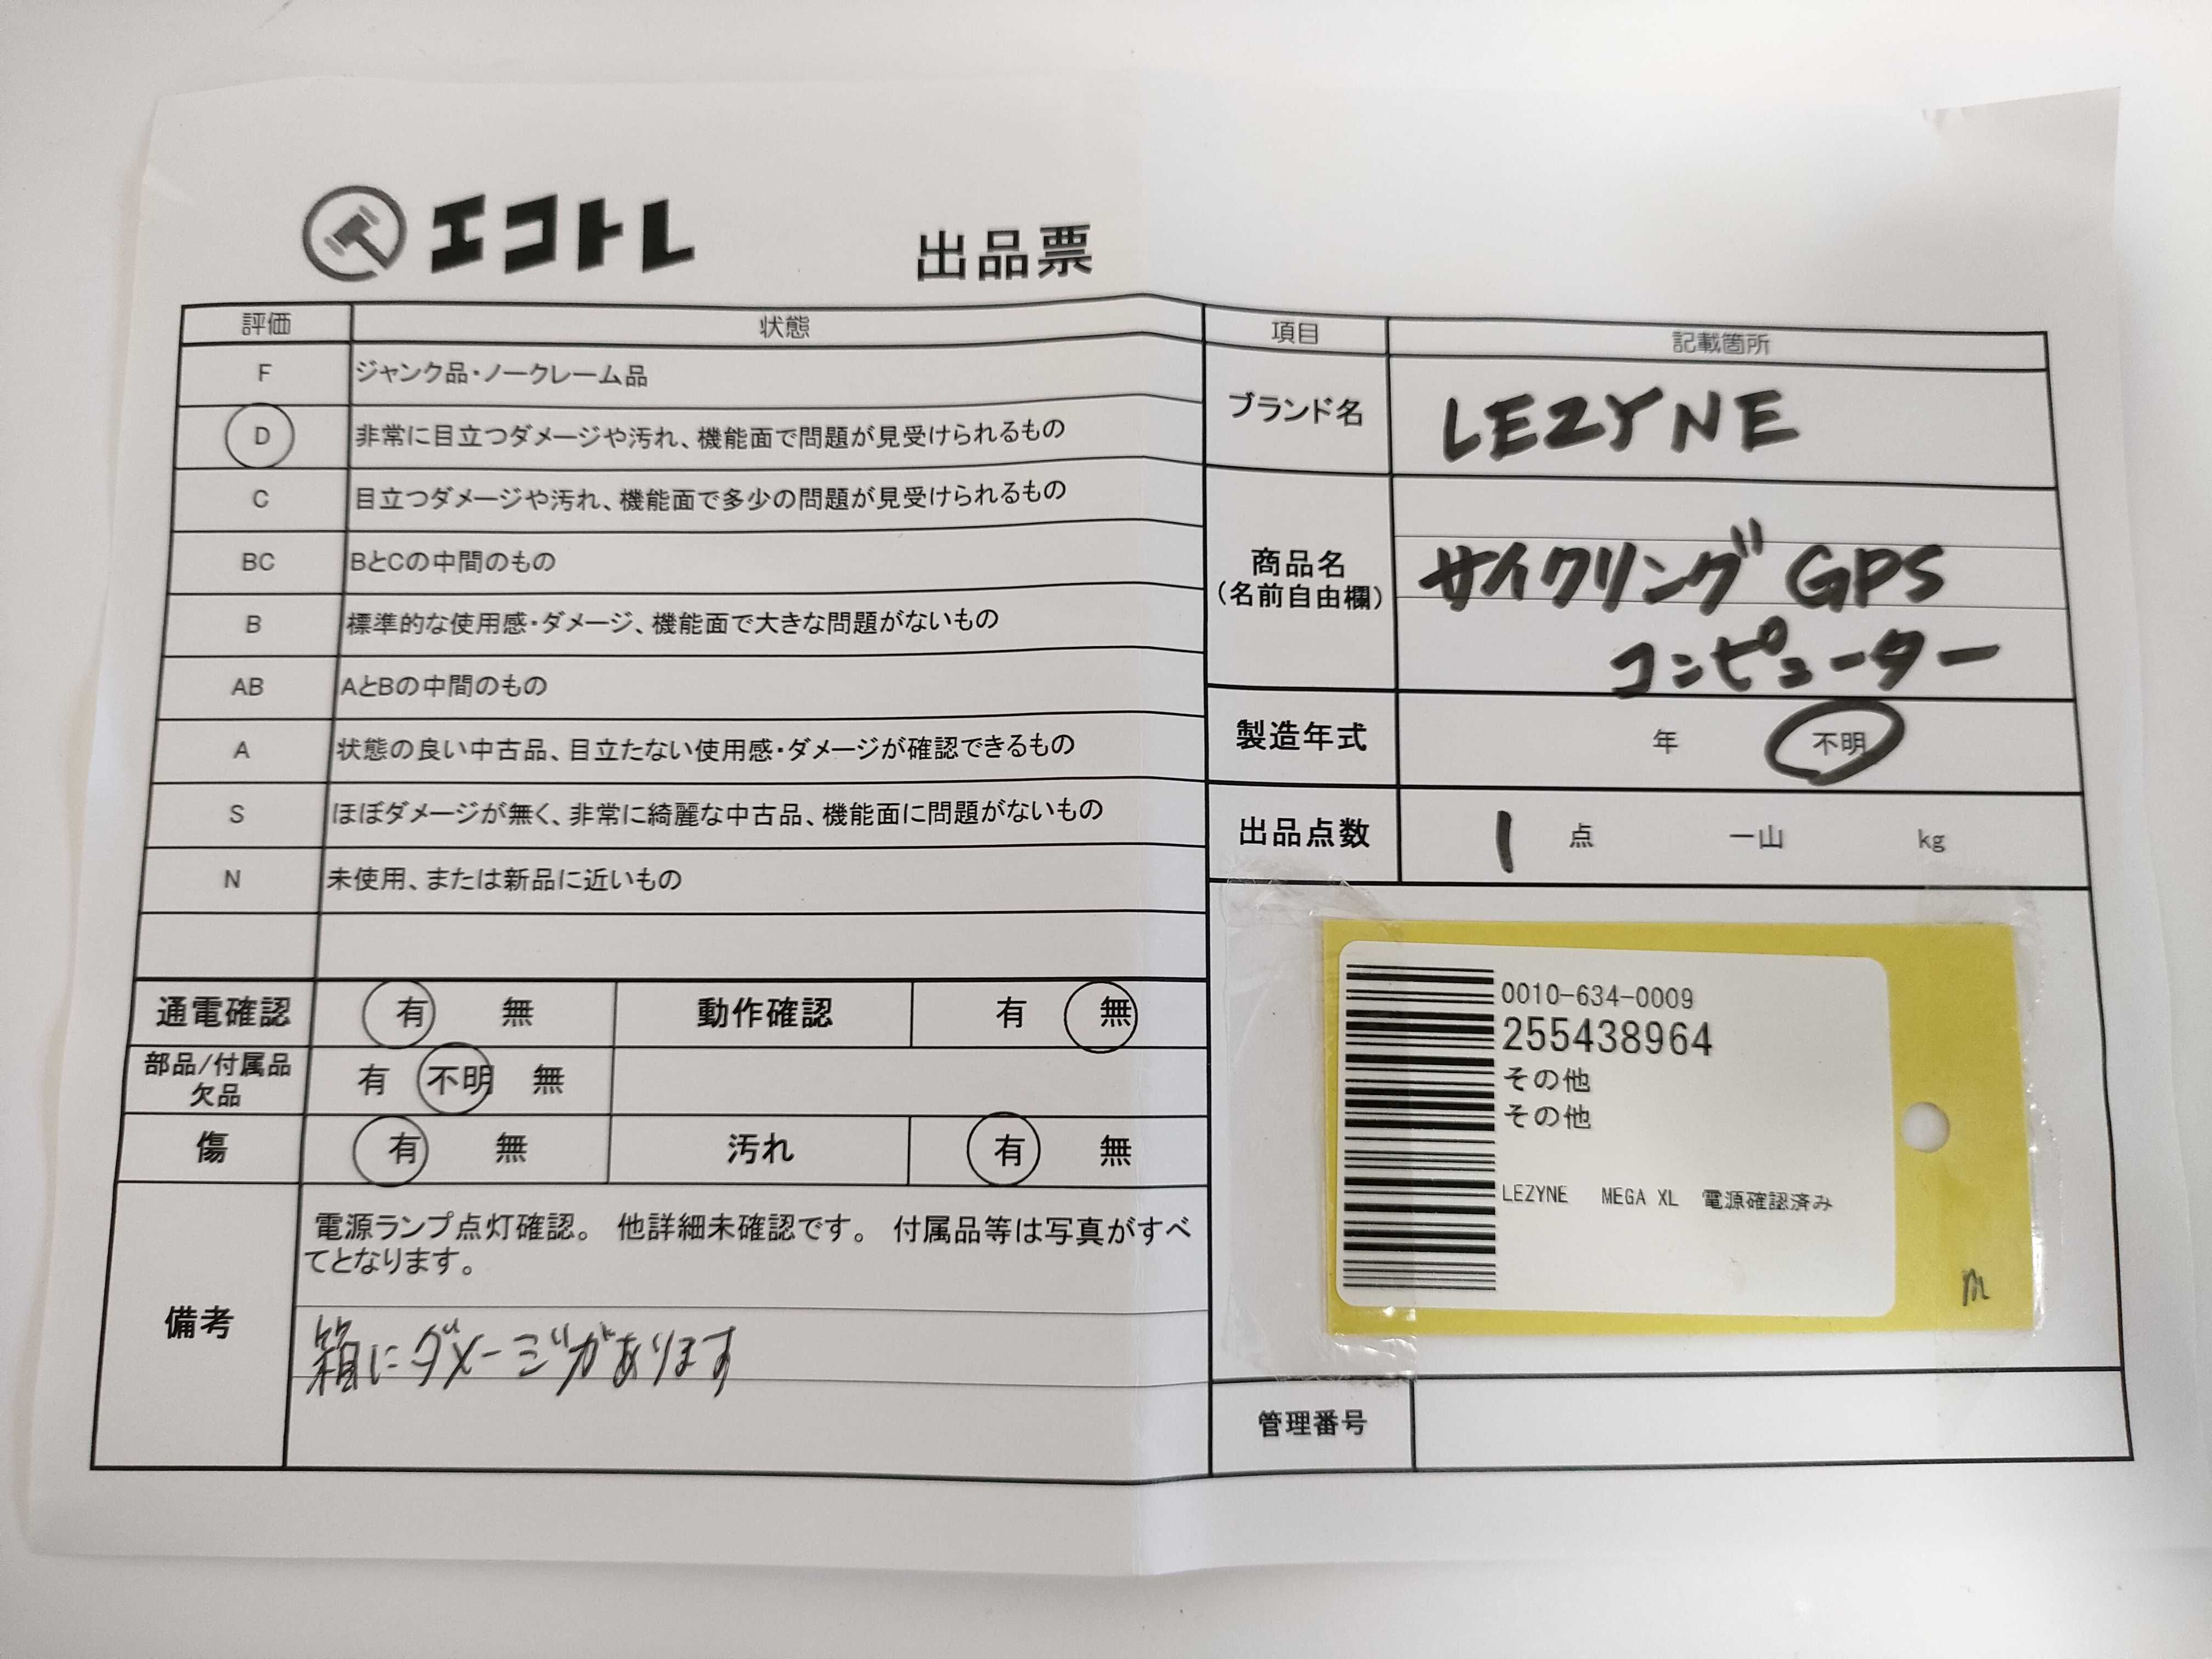 エコトレ
出品票
評価 状態
F ジャンク品・ノークレーム品
D 非常に目立つダメージや汚れ、機能面で問題が見受けられるもの
C 目立つダメージや汚れ、機能面で多少の問題が見受けられるもの
BC BとCの中間のもの
B 標準的な使用感・ダメージ、機能面で大きな問題がないもの
AB AとBの中間のもの
A 状態の良い中古品、目立たない使用感・ダメージが確認できるもの
S ほぼダメージが無く、非常に綺麗な中古品、機能面に問題がないもの
N 未使用、または新品に近いもの
通電確認 有 無 動作確認 有 無
部品/付属品
欠品 有 不明 無
傷 有 無 汚れ 有 無
備考
電源ランプ点灯確認。 他詳細未確認です。 付属品等は写真がすべ
てとなります。
箱にダメージがあります
項目 記載箇所
ブランド名 LEZYNE
商品名
(名前自由欄)
サイクリング GPS
コンピューター
製造年式 年 不明
出品点数 1 点 一山 kg
0010-634-0009
255438964
その他
その他
LEZYNE MEGA XL 電源確認済み
m
管理番号